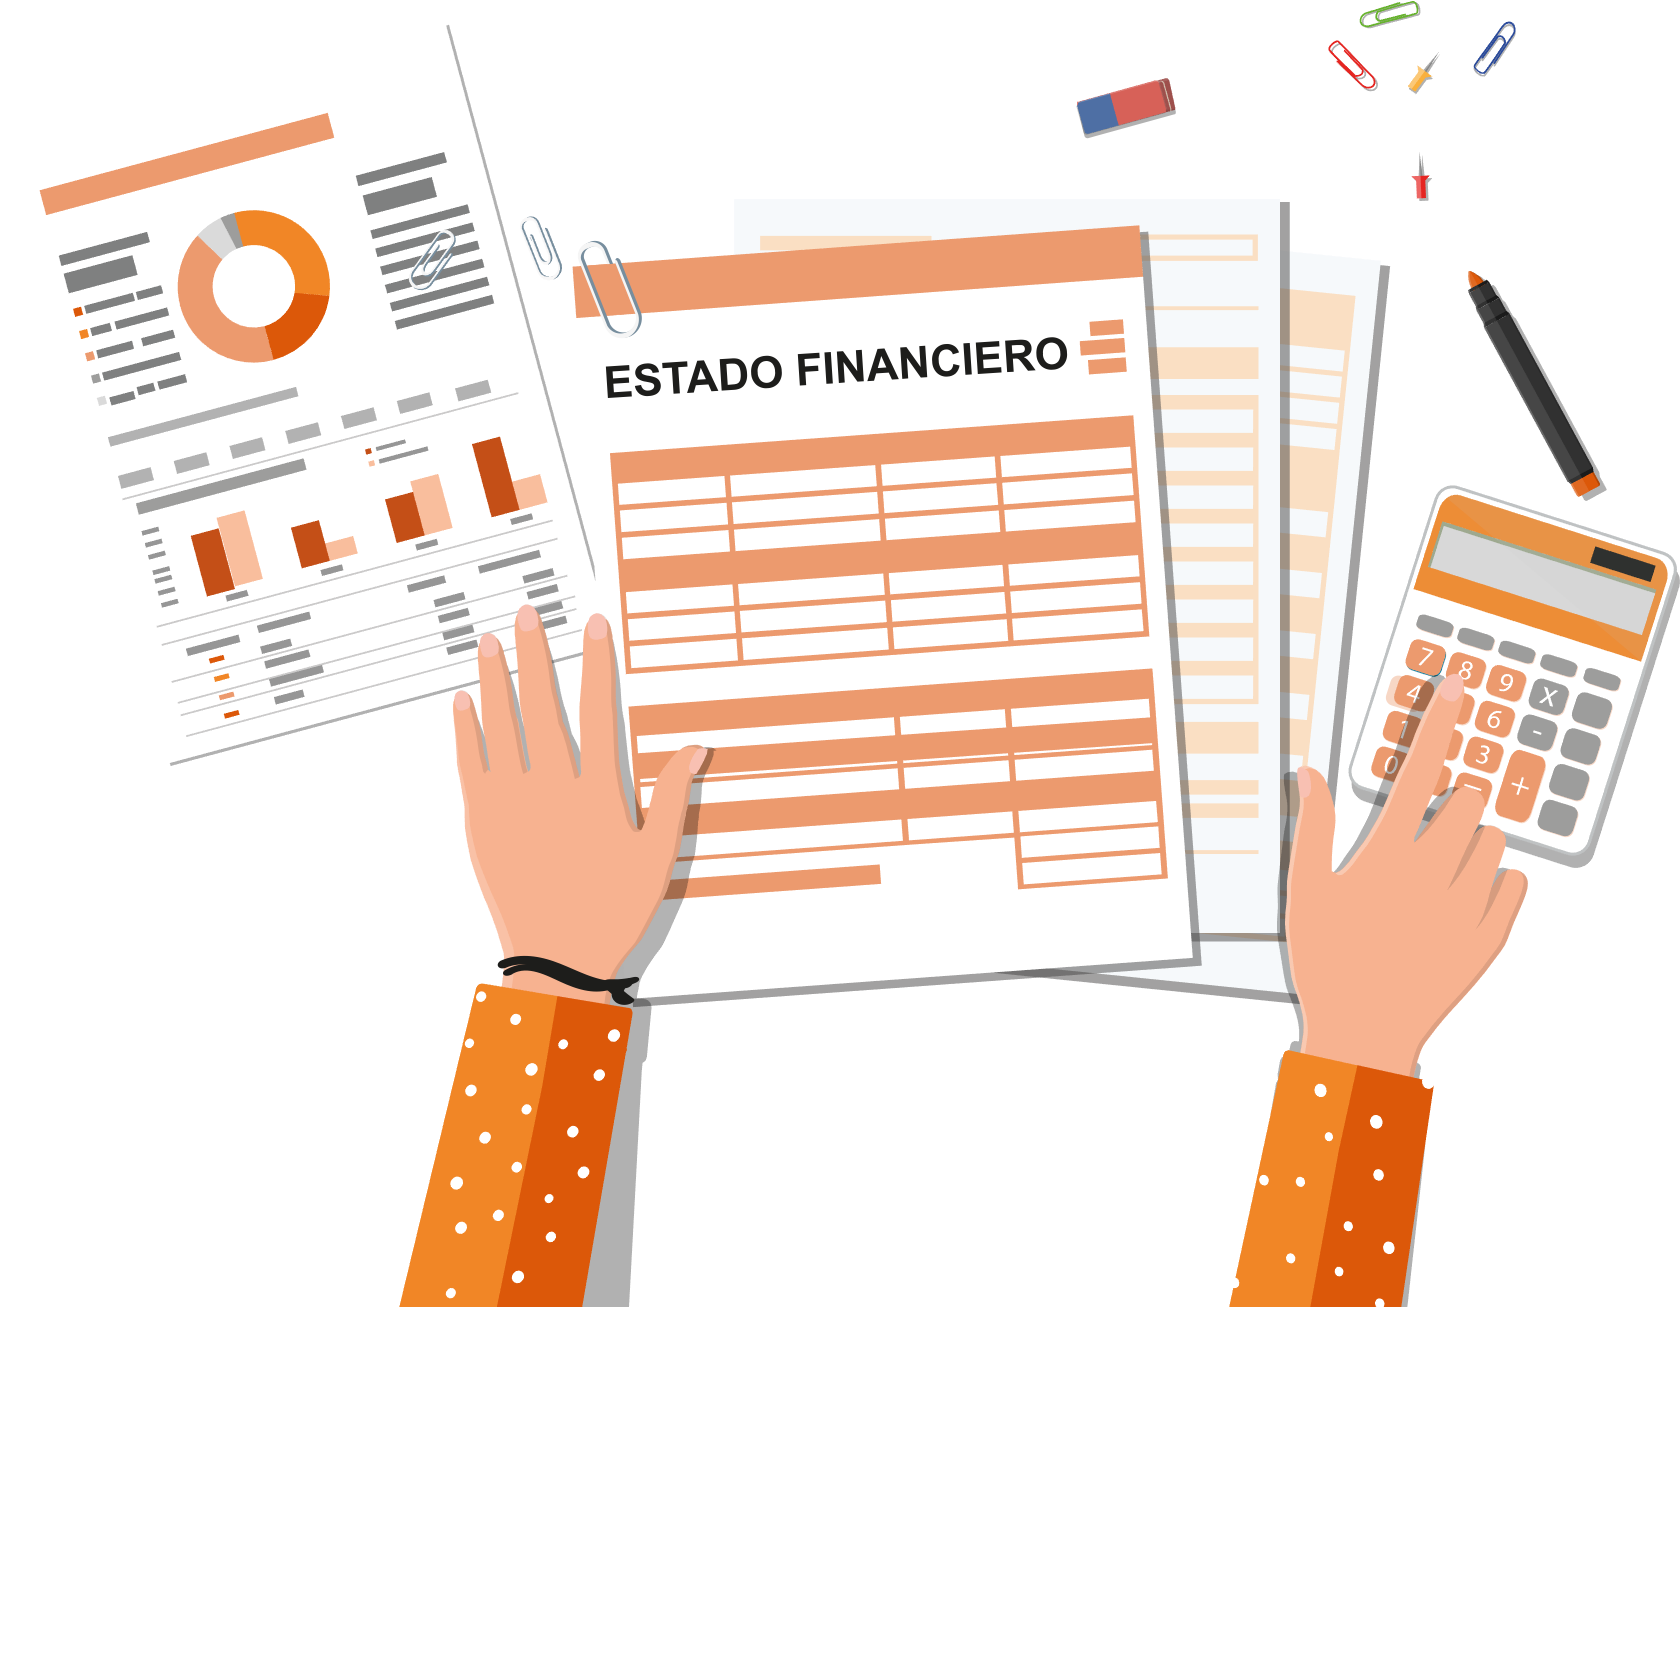 ESTADO FINANCIERO
7 8 9 X
4 6 -
1 3 +
0